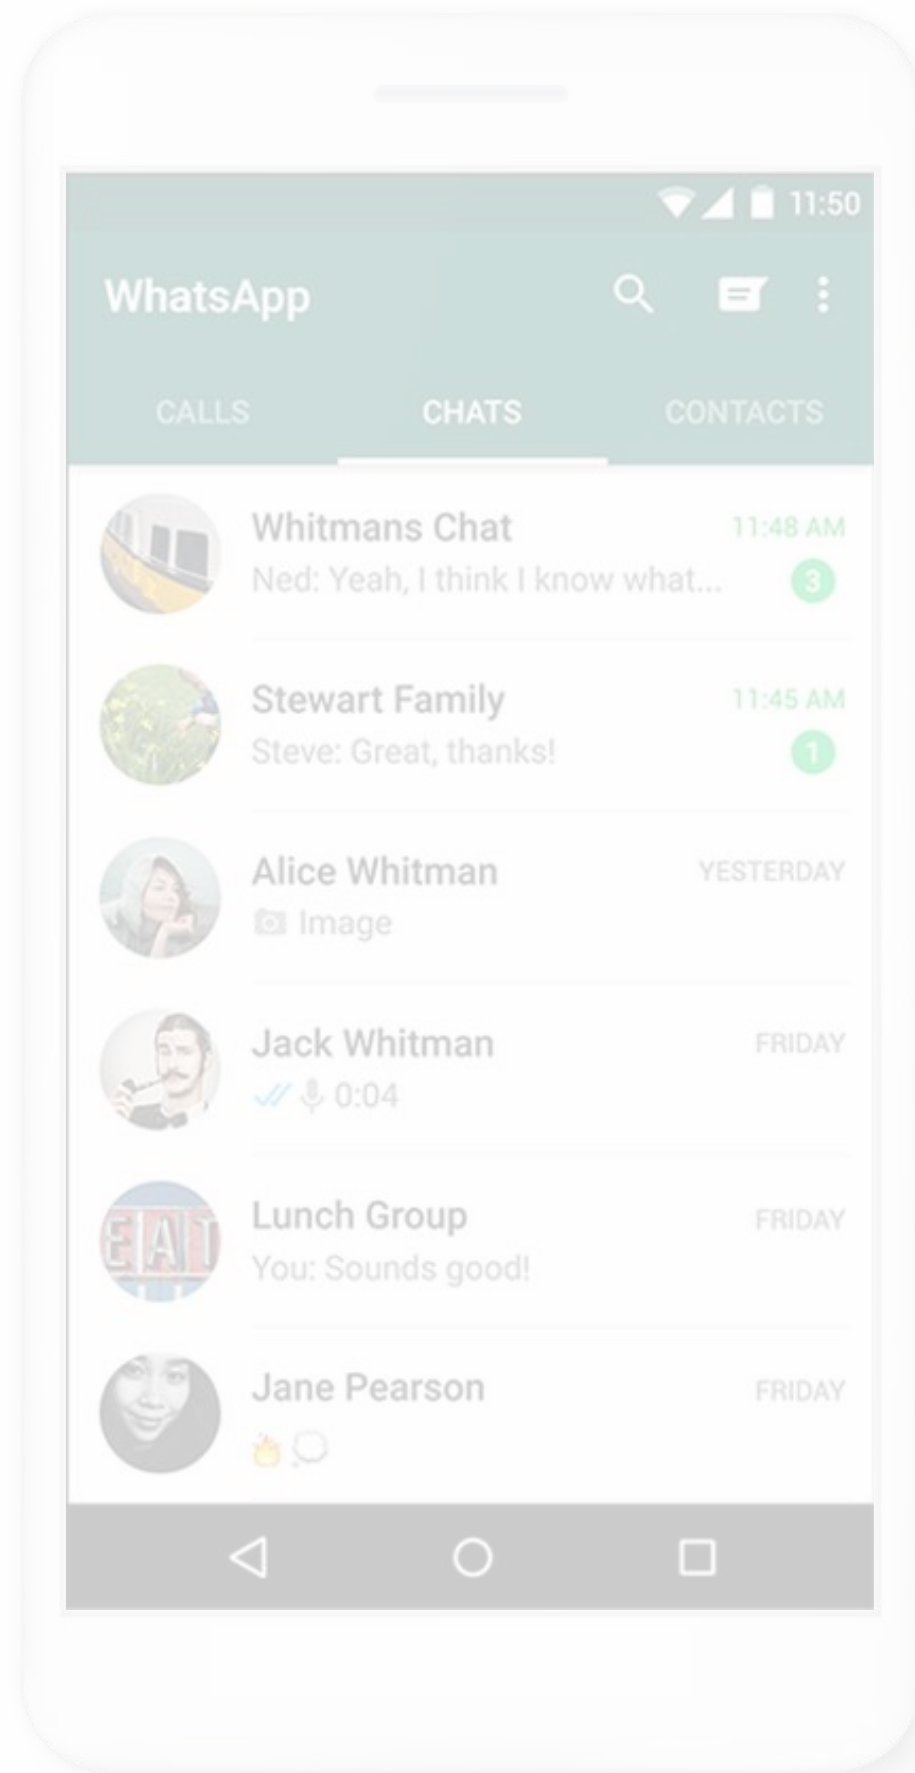 11:50
WhatsApp
CALLS CHATS CONTACTS
Whitmans Chat 11:48 AM
Ned: Yeah, I think I know what... 3
Stewart Family 11:45 AM
Steve: Great, thanks! 1
Alice Whitman YESTERDAY
Image
Jack Whitman FRIDAY
0:04
EAT
Lunch Group FRIDAY
You: Sounds good!
Jane Pearson FRIDAY